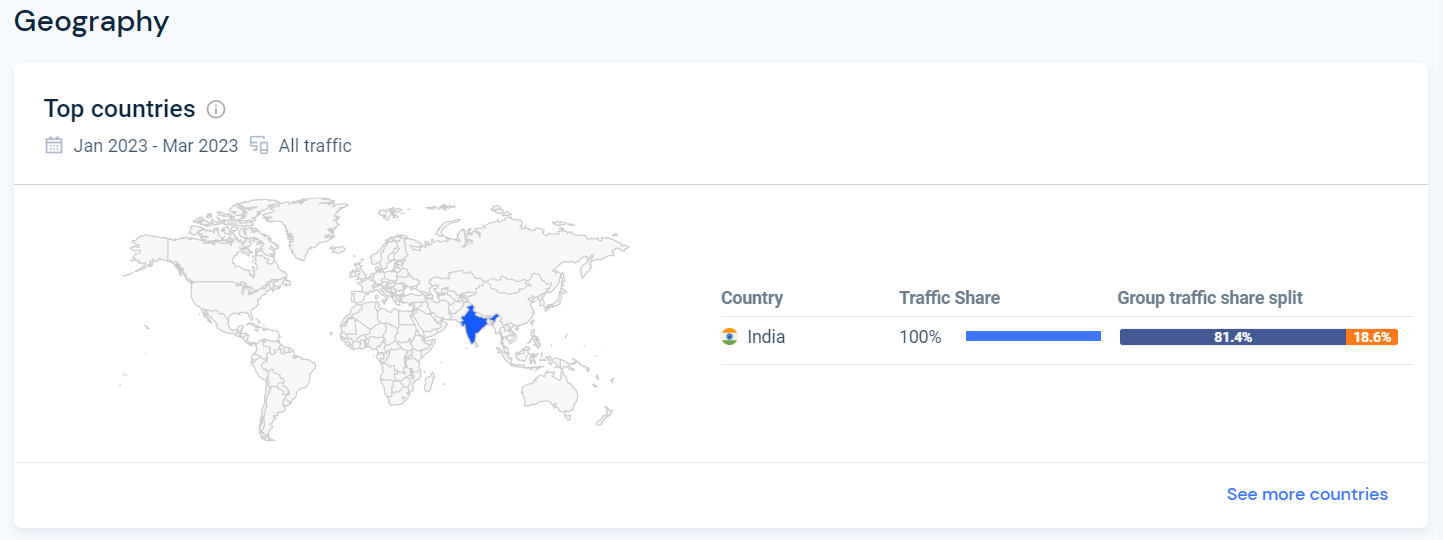 Geography
Top countries
Jan 2023 - Mar 2023 All traffic
Country Traffic Share Group traffic share split
India 100% 81.4% 18.6%
See more countries